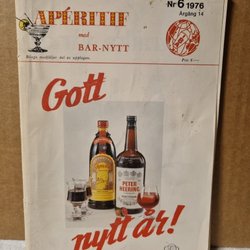 APÉRITIF
med
BAR-NYTT
Nr 6 1976
Årgång 14
Gott
PETER
HEERING
nytt år!